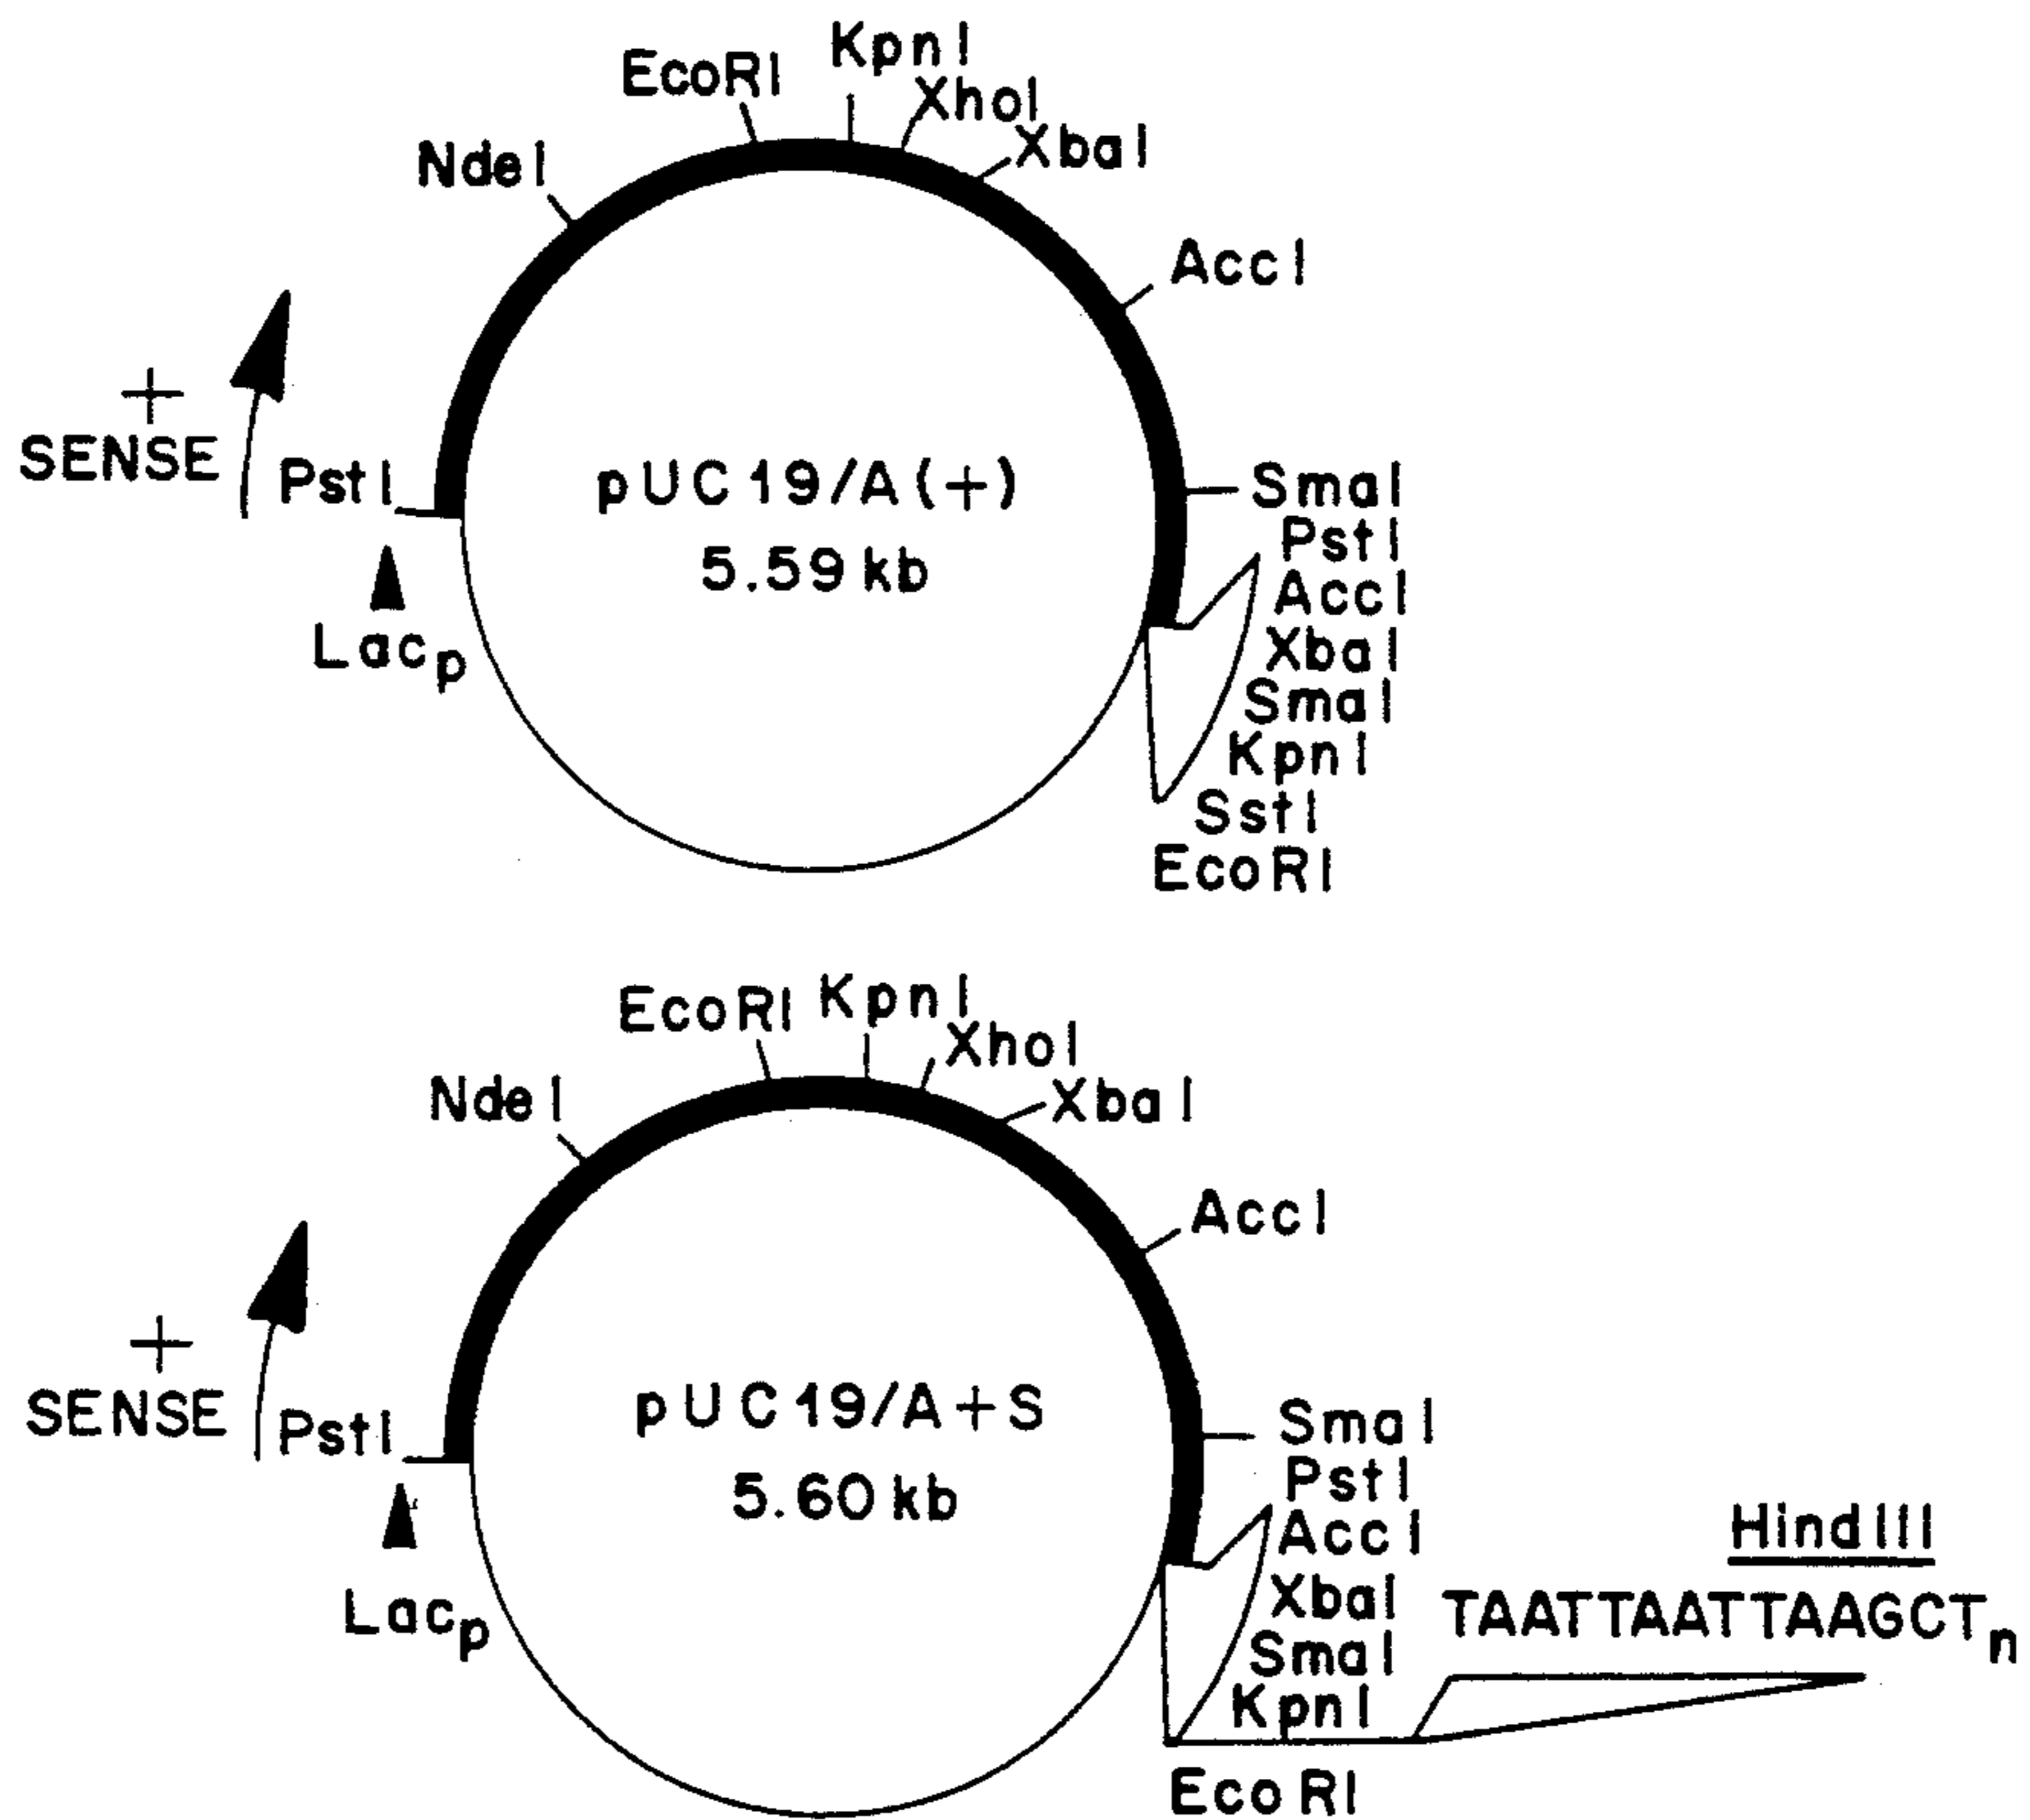 EcoRI
KpnI
XhoI
XbaI
NdeI
AccI
+
SENSE
PstI
pUC19/A(+)
5.59 kb
Lacp
SmaI
PstI
AccI
XbaI
SmaI
KpnI
SstI
EcoRI
EcoRI
KpnI
XhoI
XbaI
NdeI
AccI
+
SENSE
PstI
pUC19/A+S
5.60 kb
Lacp
SmaI
PstI
AccI
XbaI
SmaI
KpnI
EcoRI
HindIII
TAATTAATTAAGCTn